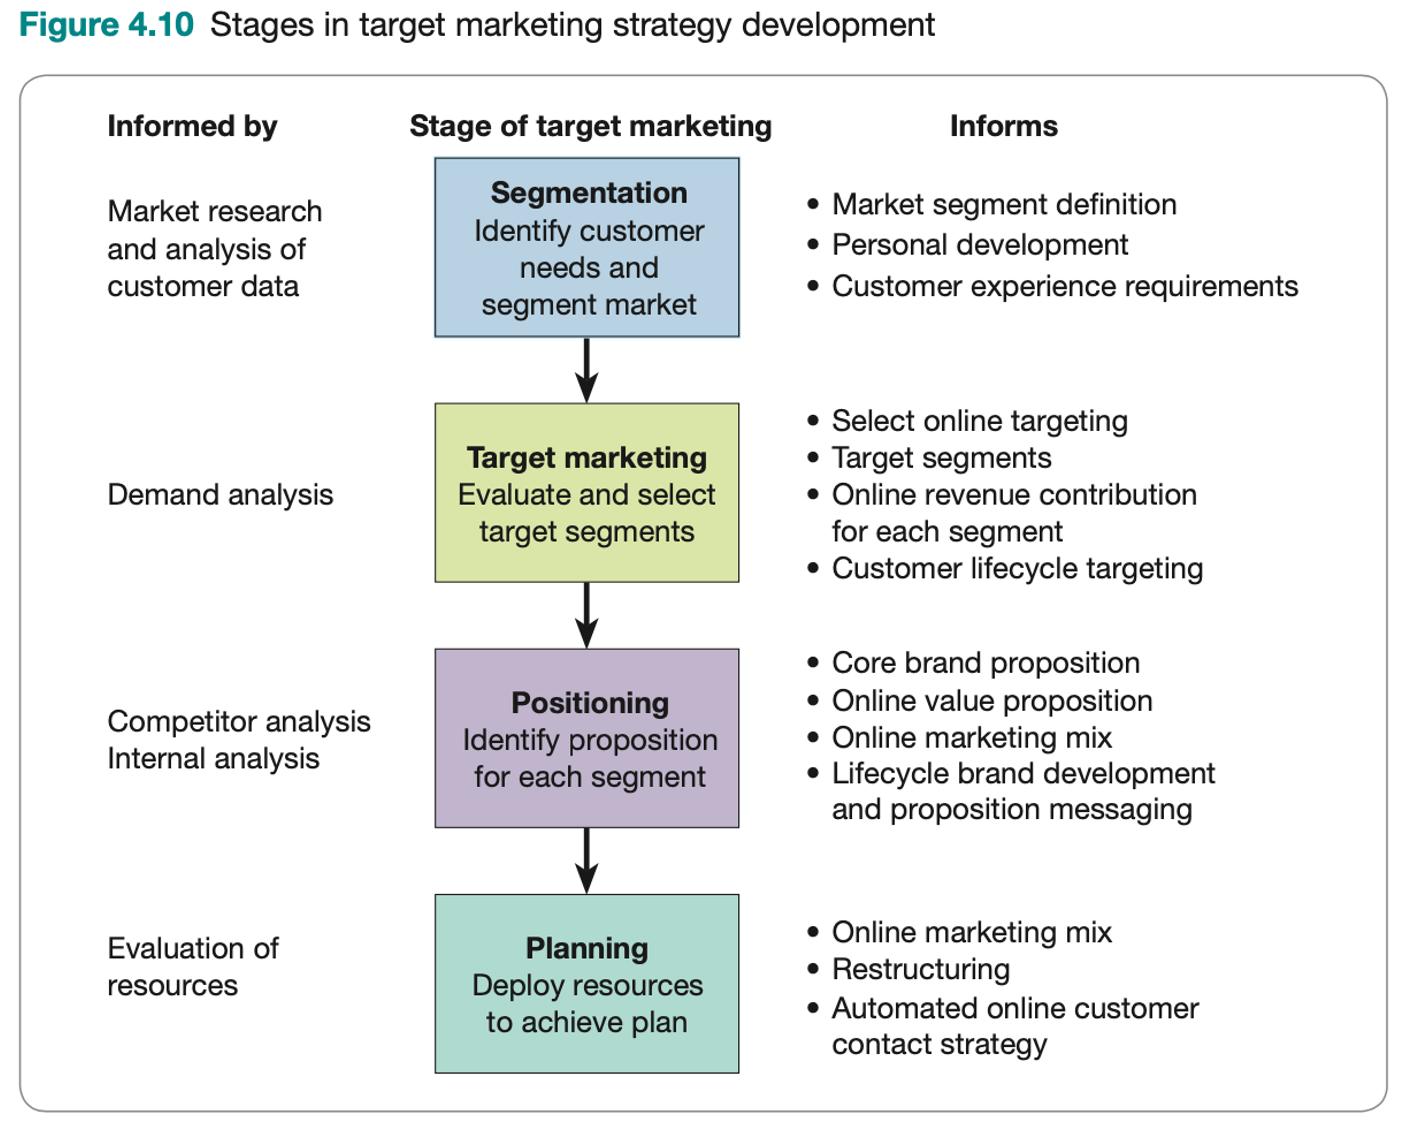 Figure 4.10 Stages in target marketing strategy development
Informed by
Stage of target marketing
Informs
Market research
and analysis of
customer data
Segmentation
Identify customer
needs and
segment market
• Market segment definition
• Personal development
• Customer experience requirements
Demand analysis
Target marketing
Evaluate and select
target segments
• Select online targeting
• Target segments
• Online revenue contribution
for each segment
• Customer lifecycle targeting
Competitor analysis
Internal analysis
Positioning
Identify proposition
for each segment
• Core brand proposition
• Online value proposition
• Online marketing mix
• Lifecycle brand development
and proposition messaging
Evaluation of
resources
Planning
Deploy resources
to achieve plan
• Online marketing mix
• Restructuring
• Automated online customer
contact strategy